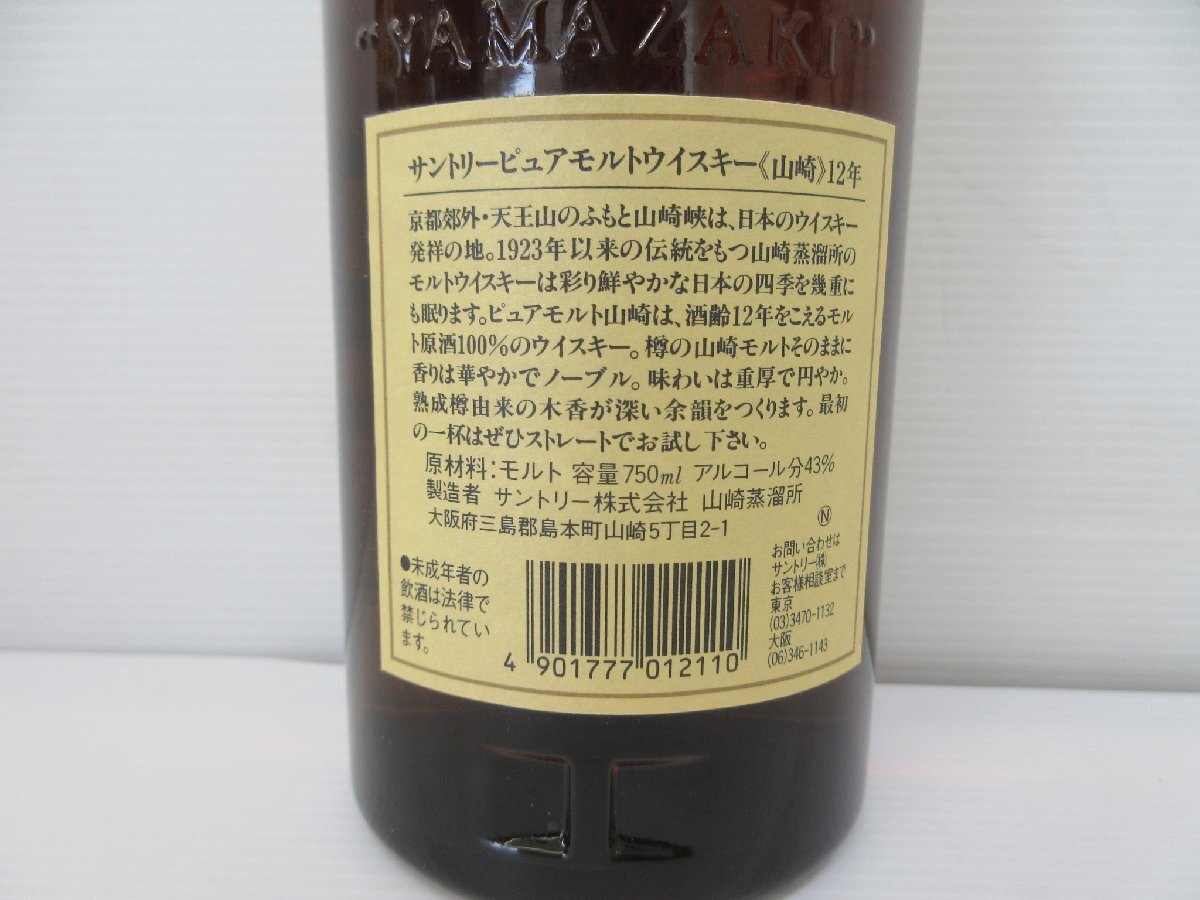 "YAMAZAKI"
サントリーピュアモルトウイスキー《山崎》12年
京都郊外・天王山のふもと山崎峡は、日本のウイスキー
発祥の地。1923年以来の伝統をもつ山崎蒸溜所の
モルトウイスキーは彩り鮮やかな日本の四季を幾重に
も眠ります。ピュアモルト山崎は、酒齢12年をこえるモル
ト原酒100%のウイスキー。樽の山崎モルトそのままに
香りは華やかでノーブル。味わいは重厚で円やか。
熟成樽由来の木香が深い余韻をつくります。最初
の一杯はぜひストレートでお試し下さい。
原材料:モルト 容量750ml アルコール分43%
製造者 サントリー株式会社 山崎蒸溜所
大阪府三島郡島本町山崎5丁目2-1
Ⓝ
●未成年者の
飲酒は法律で
禁じられてい
ます。
4 901777 012110
お問い合わせは
サントリー㈱
お客様相談室まで
東京
(03)3470-1132
大阪
(06)346-1143